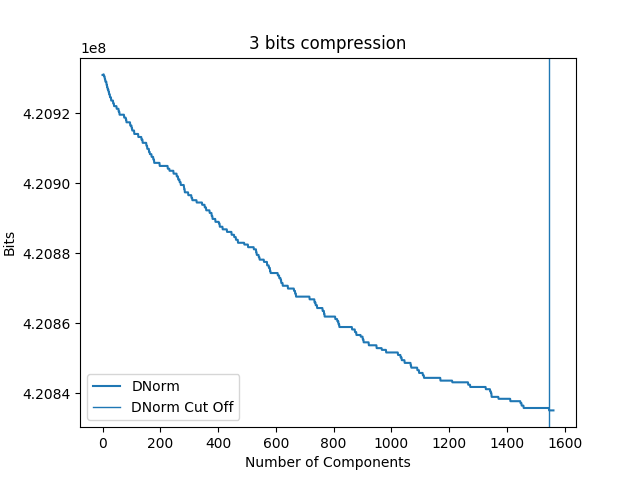 3 bits compression
1e8
4.2092
4.2090
4.2088
4.2086
4.2084
Bits
DNorm
DNorm Cut Off
0 200 400 600 800 1000 1200 1400 1600
Number of Components